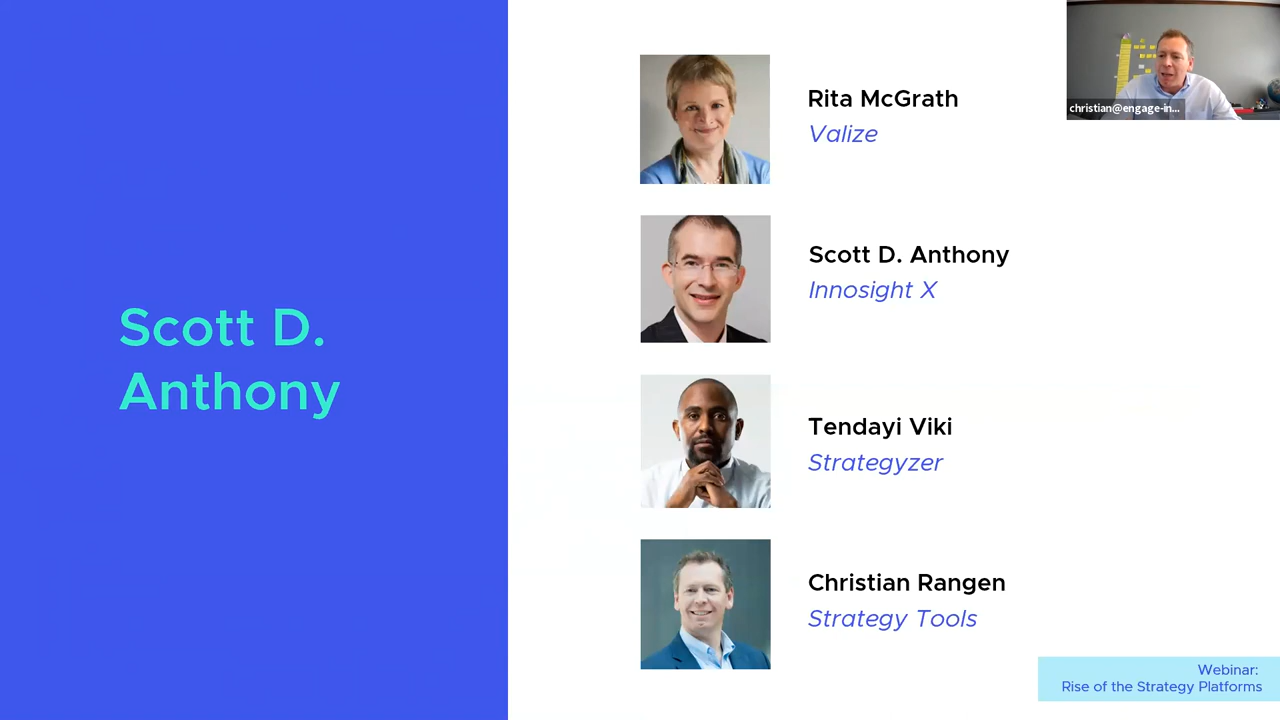 Scott D.
Anthony
Rita McGrath
Valize
Scott D. Anthony
Innosight X
Tendayi Viki
Strategyzer
Christian Rangen
Strategy Tools
christian@engage-in...
Webinar:
Rise of the Strategy Platforms